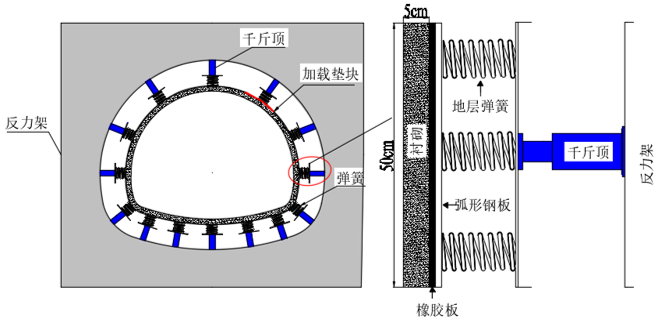 千斤顶
加载垫块
反力架
弹簧
5cm
50cm
衬砌
地层弹簧
千斤顶
反力架
弧形钢板
橡胶板